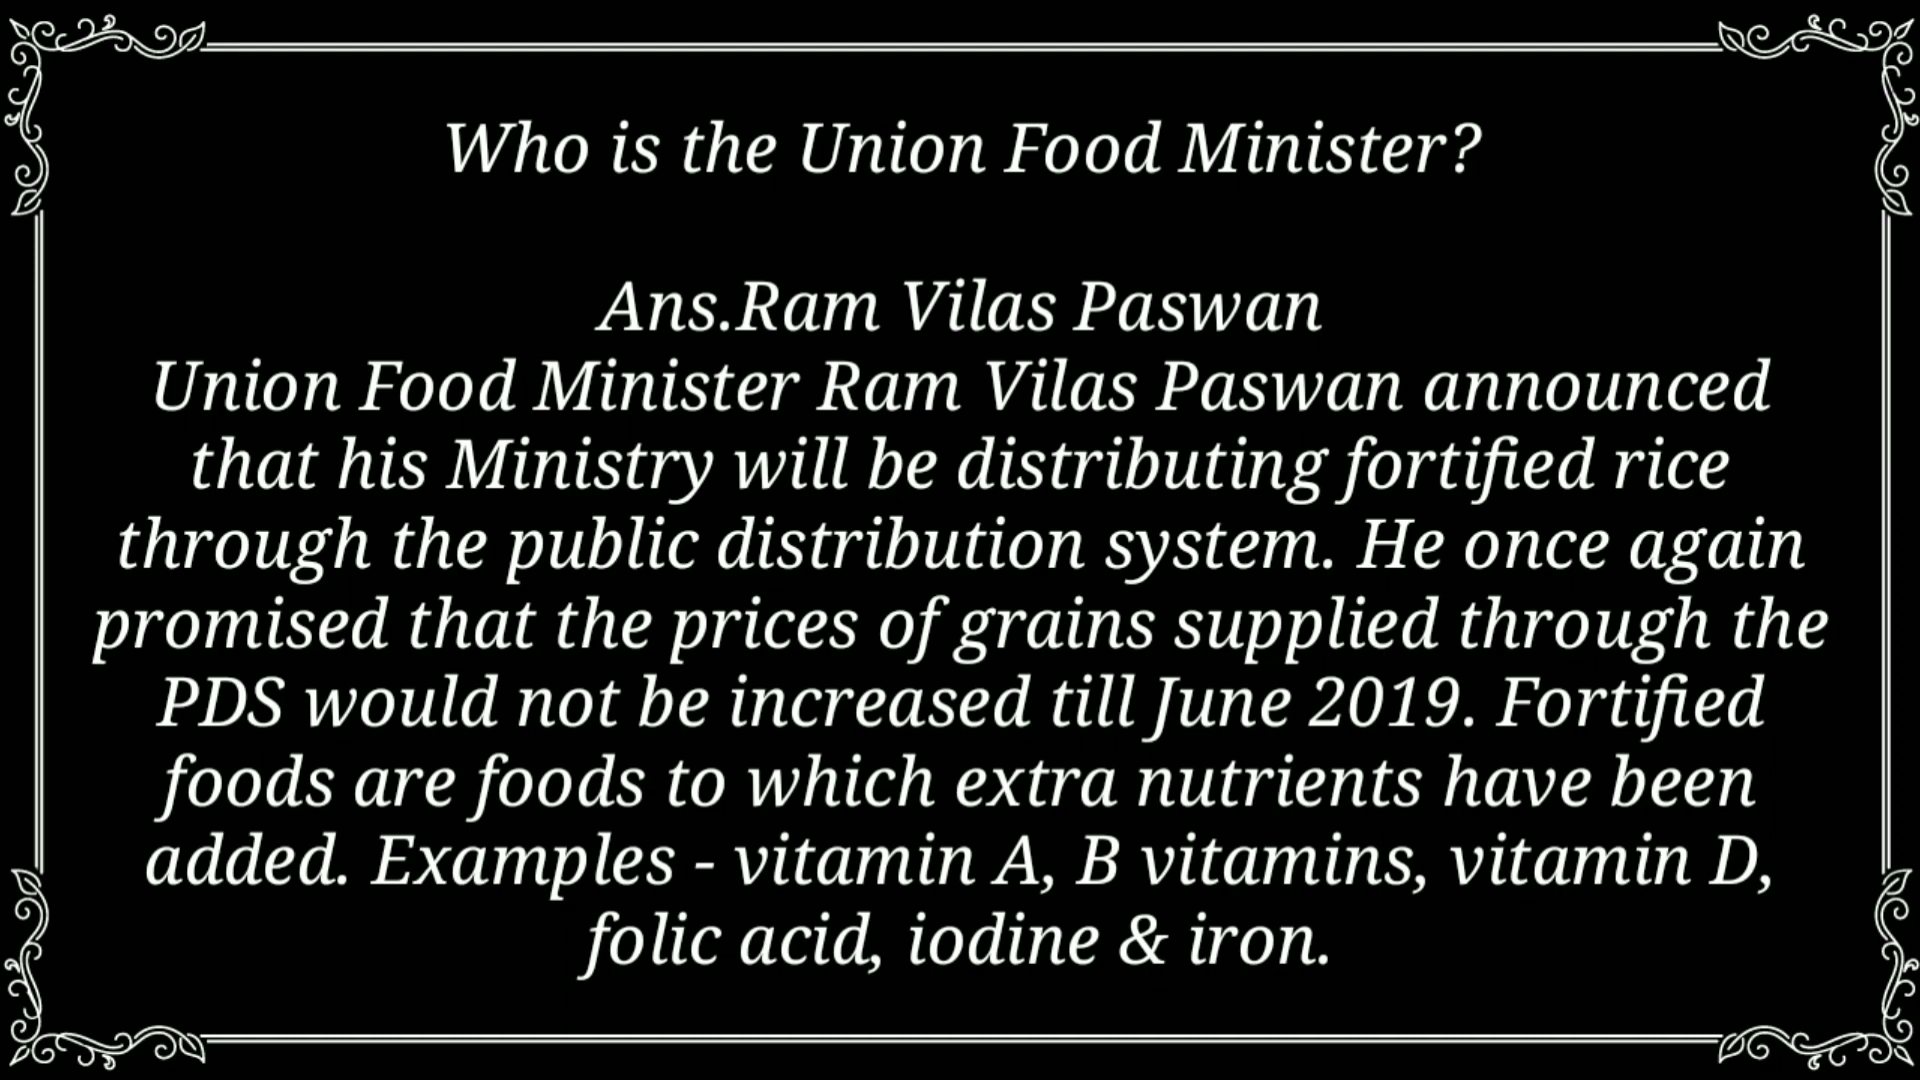 Who is the Union Food Minister?
Ans.Ram Vilas Paswan
Union Food Minister Ram Vilas Paswan announced
that his Ministry will be distributing fortified rice
through the public distribution system. He once again
promised that the prices of grains supplied through the
PDS would not be increased till June 2019. Fortified
foods are foods to which extra nutrients have been
added. Examples - vitamin A, B vitamins, vitamin D,
folic acid, iodine & iron.